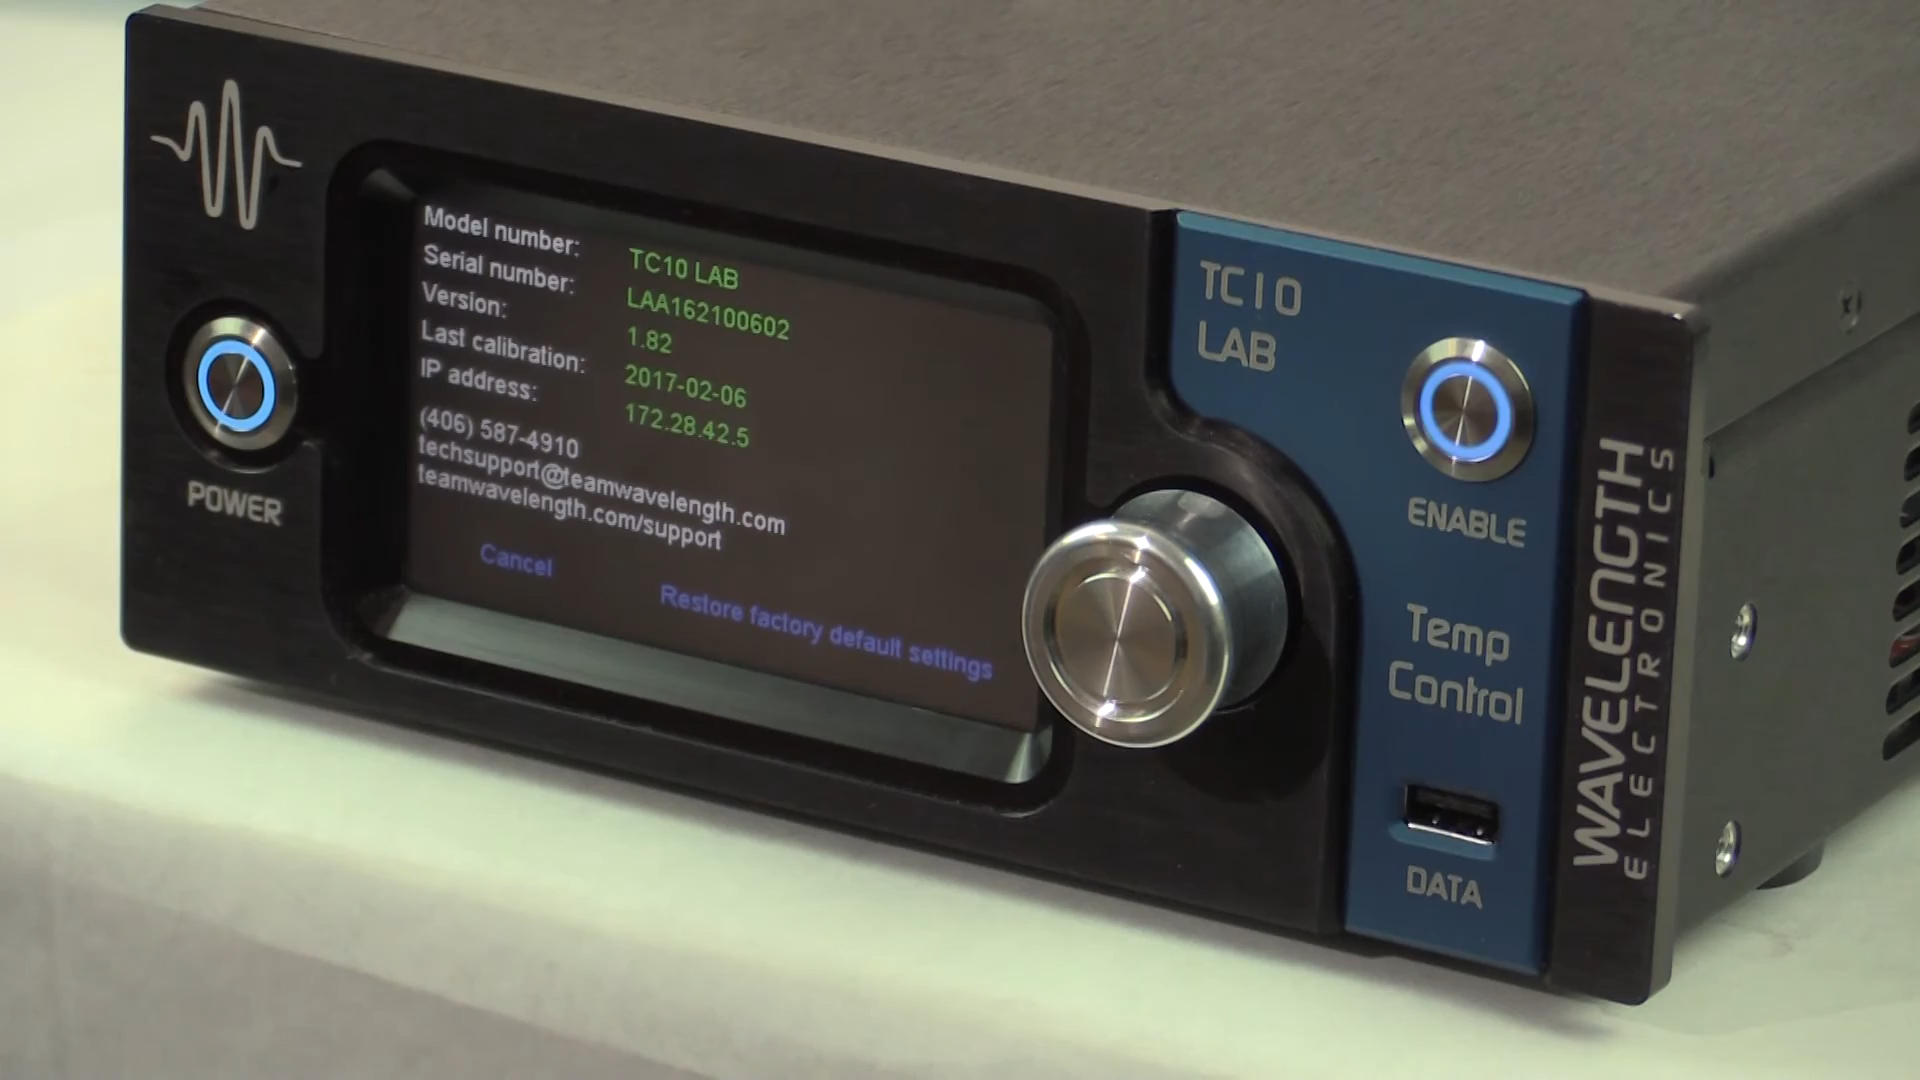 Model number: TC10 LAB
Serial number: LAA162100602
Version: 1.82
Last calibration: 2017-02-06
IP address: 172.28.42.5
(406) 587-4910
techsupport@teamwavelength.com
teamwavelength.com/support
Cancel
Restore factory default settings
POWER
TC10
LAB
ENABLE
Temp
Control
DATA
WAVELENGTH
ELECTRONICS